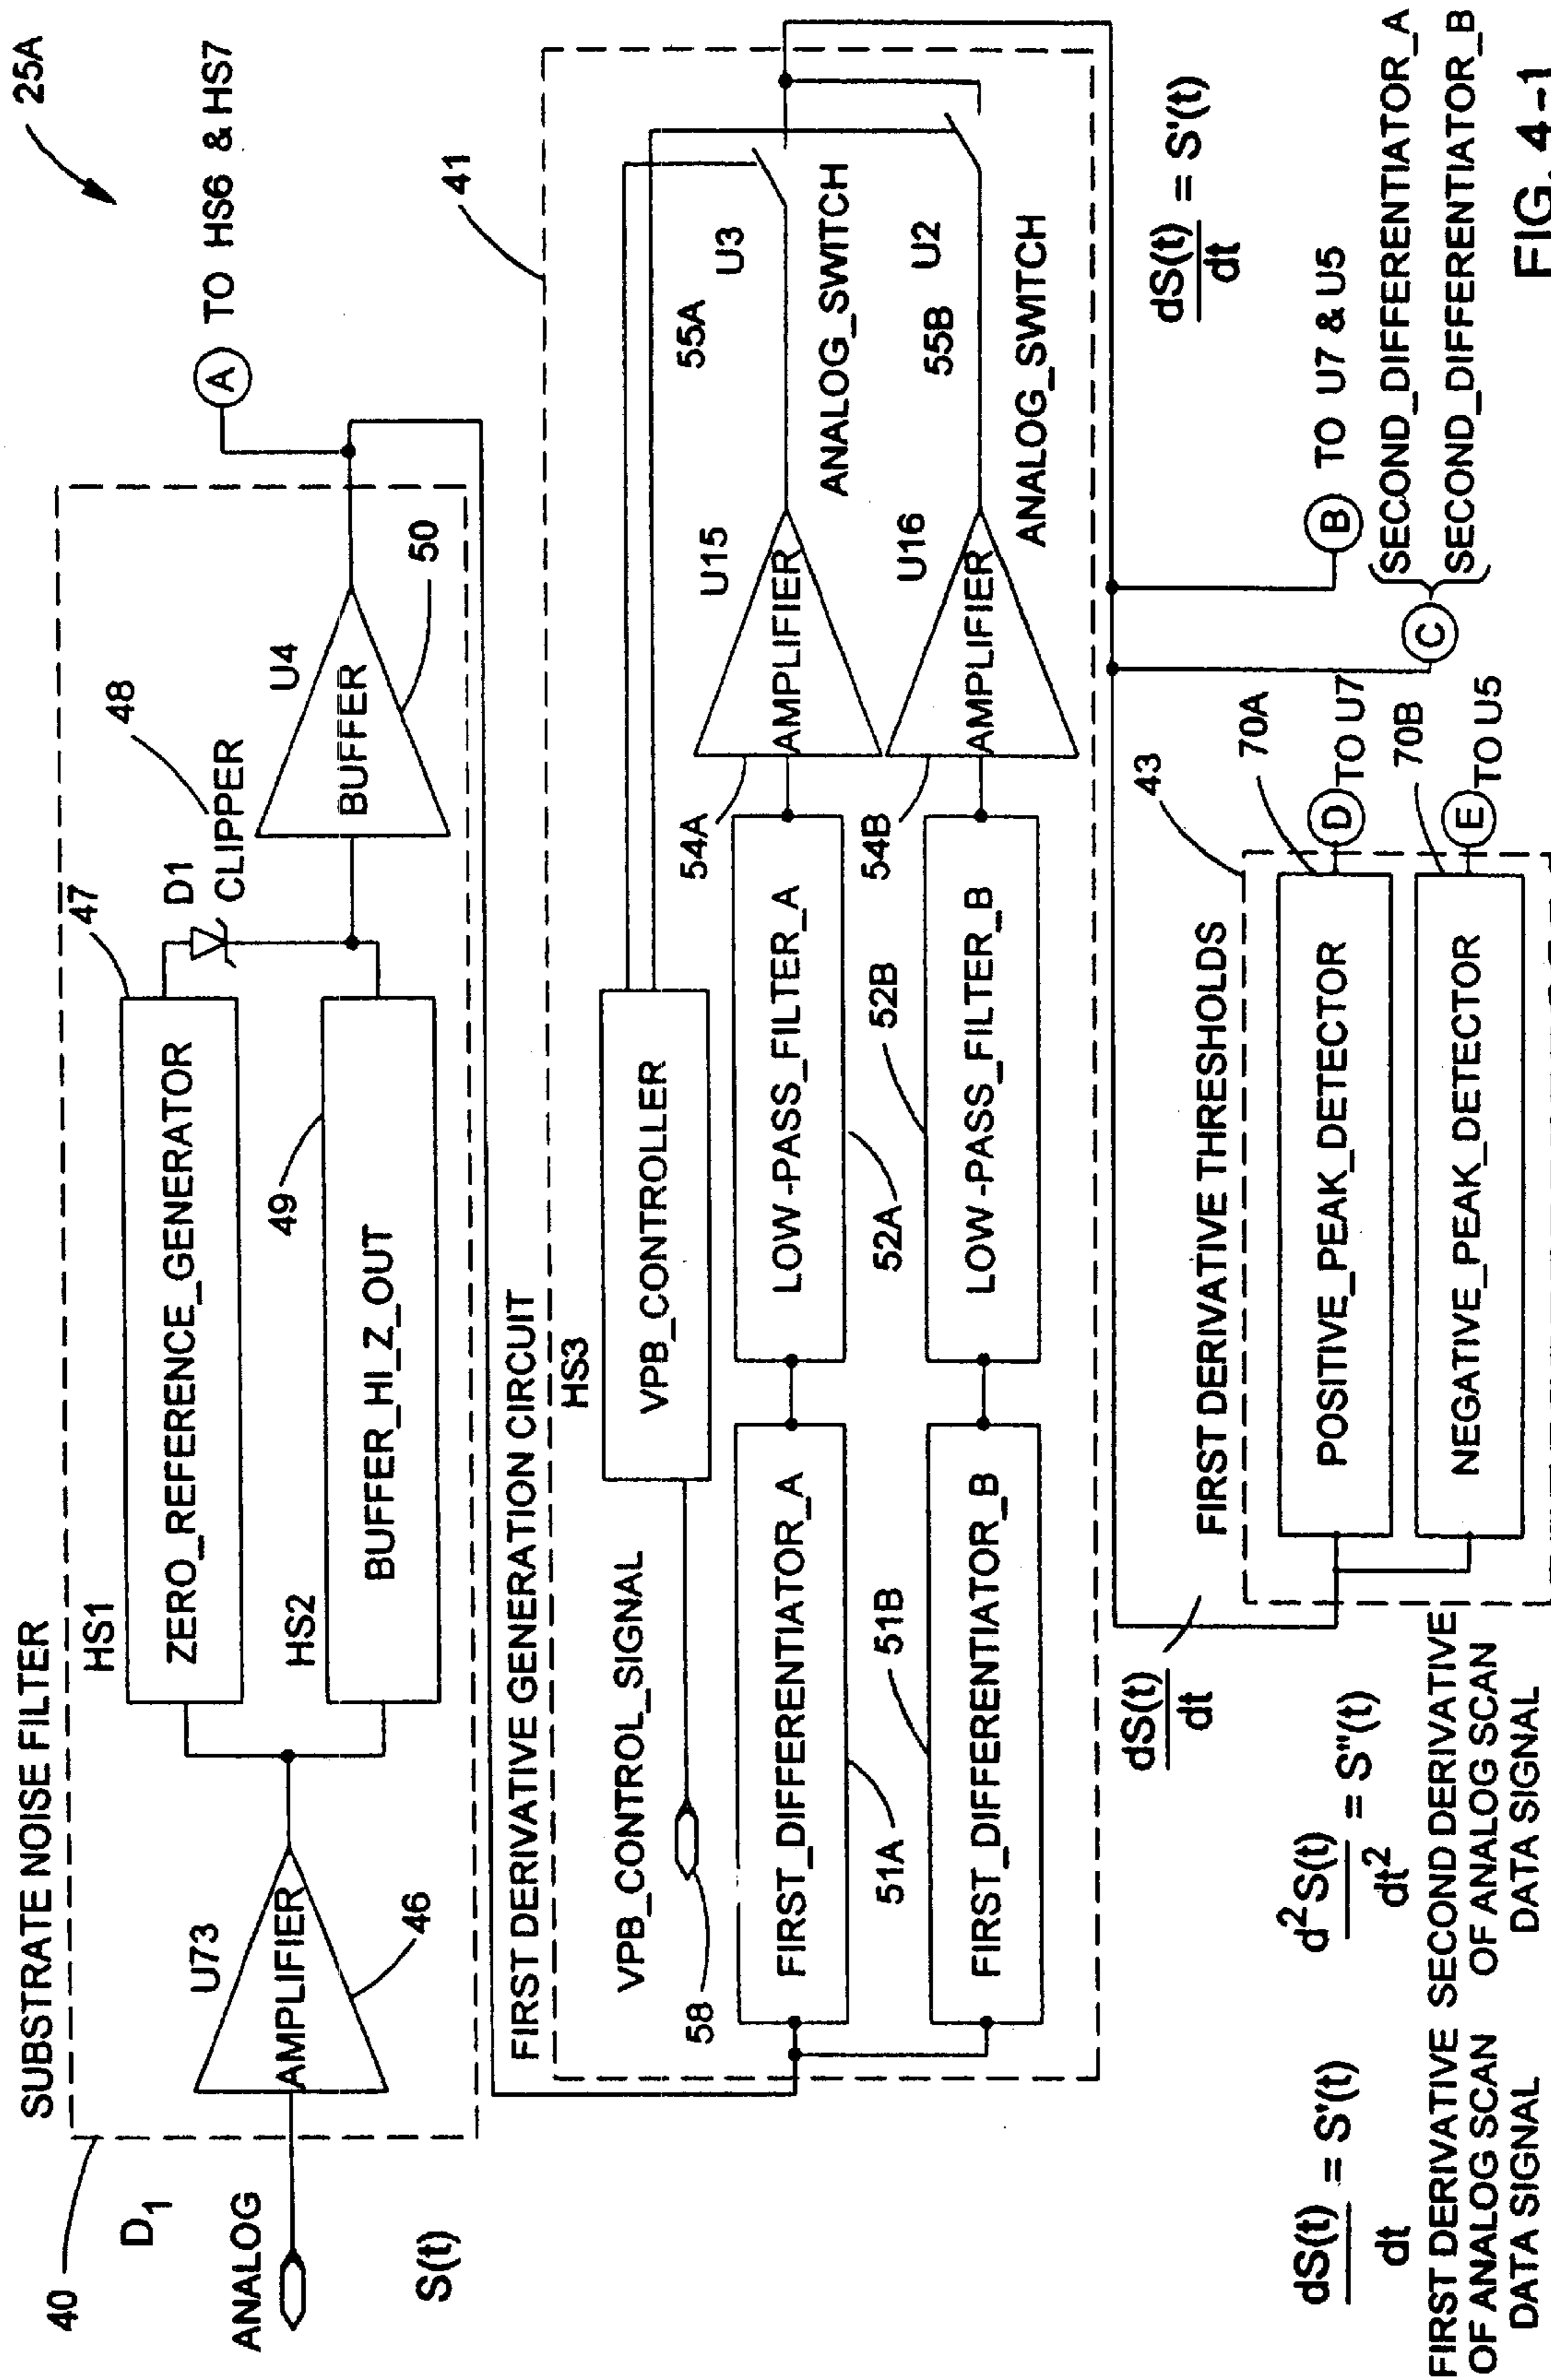 25A
SUBSTRATE NOISE FILTER
40
D1
ANALOG
S(t)
U73
AMPLIFIER
46
HS1
ZERO_REFERENCE_GENERATOR
47
HS2
BUFFER_HI_Z_OUT
49
D1
CLIPPER
48
U4
BUFFER
50
A TO HS6 & HS7
FIRST DERIVATIVE GENERATION CIRCUIT
41
HS3
VPB_CONTROL_SIGNAL
58
VPB_CONTROLLER
FIRST_DIFFERENTIATOR_A
51A
LOW-PASS_FILTER_A
52A
54A
U15
AMPLIFIER
55A
U3
ANALOG_SWITCH
FIRST_DIFFERENTIATOR_B
51B
LOW-PASS_FILTER_B
52B
54B
U16
AMPLIFIER
55B
U2
ANALOG_SWITCH
dS(t)/dt = S'(t)
dS(t)/dt
B TO U7 & U5
C
SECOND_DIFFERENTIATOR_A
SECOND_DIFFERENTIATOR_B
FIRST DERIVATIVE THRESHOLDS
43
POSITIVE_PEAK_DETECTOR
70A
D TO U7
NEGATIVE_PEAK_DETECTOR
70B
E TO U5
dS(t)/dt = S'(t)
FIRST DERIVATIVE
OF ANALOG SCAN
DATA SIGNAL
d²S(t)/dt² = S''(t)
SECOND DERIVATIVE
OF ANALOG SCAN
DATA SIGNAL
FIG. 4-1